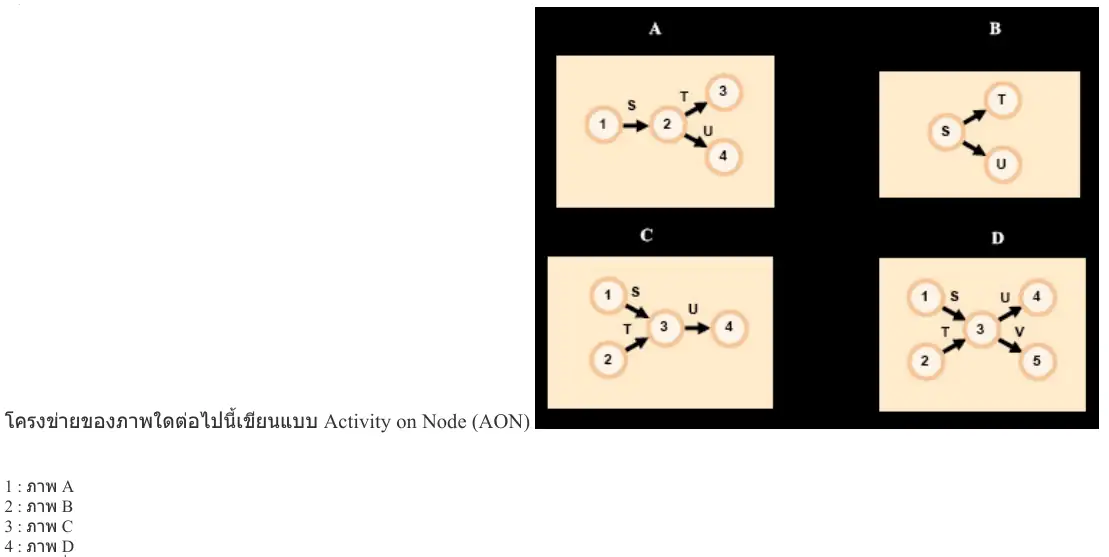 A
B
1 S 2 T 3 U 4
S T U
C
D
1 S 2 T 3 U 4
1 S 2 T 3 U 4 V 5
โครงข่ายของภาพใดต่อไปนี้เขียนแบบ Activity on Node (AON)
1 : ภาพ A
2 : ภาพ B
3 : ภาพ C
4 : ภาพ D